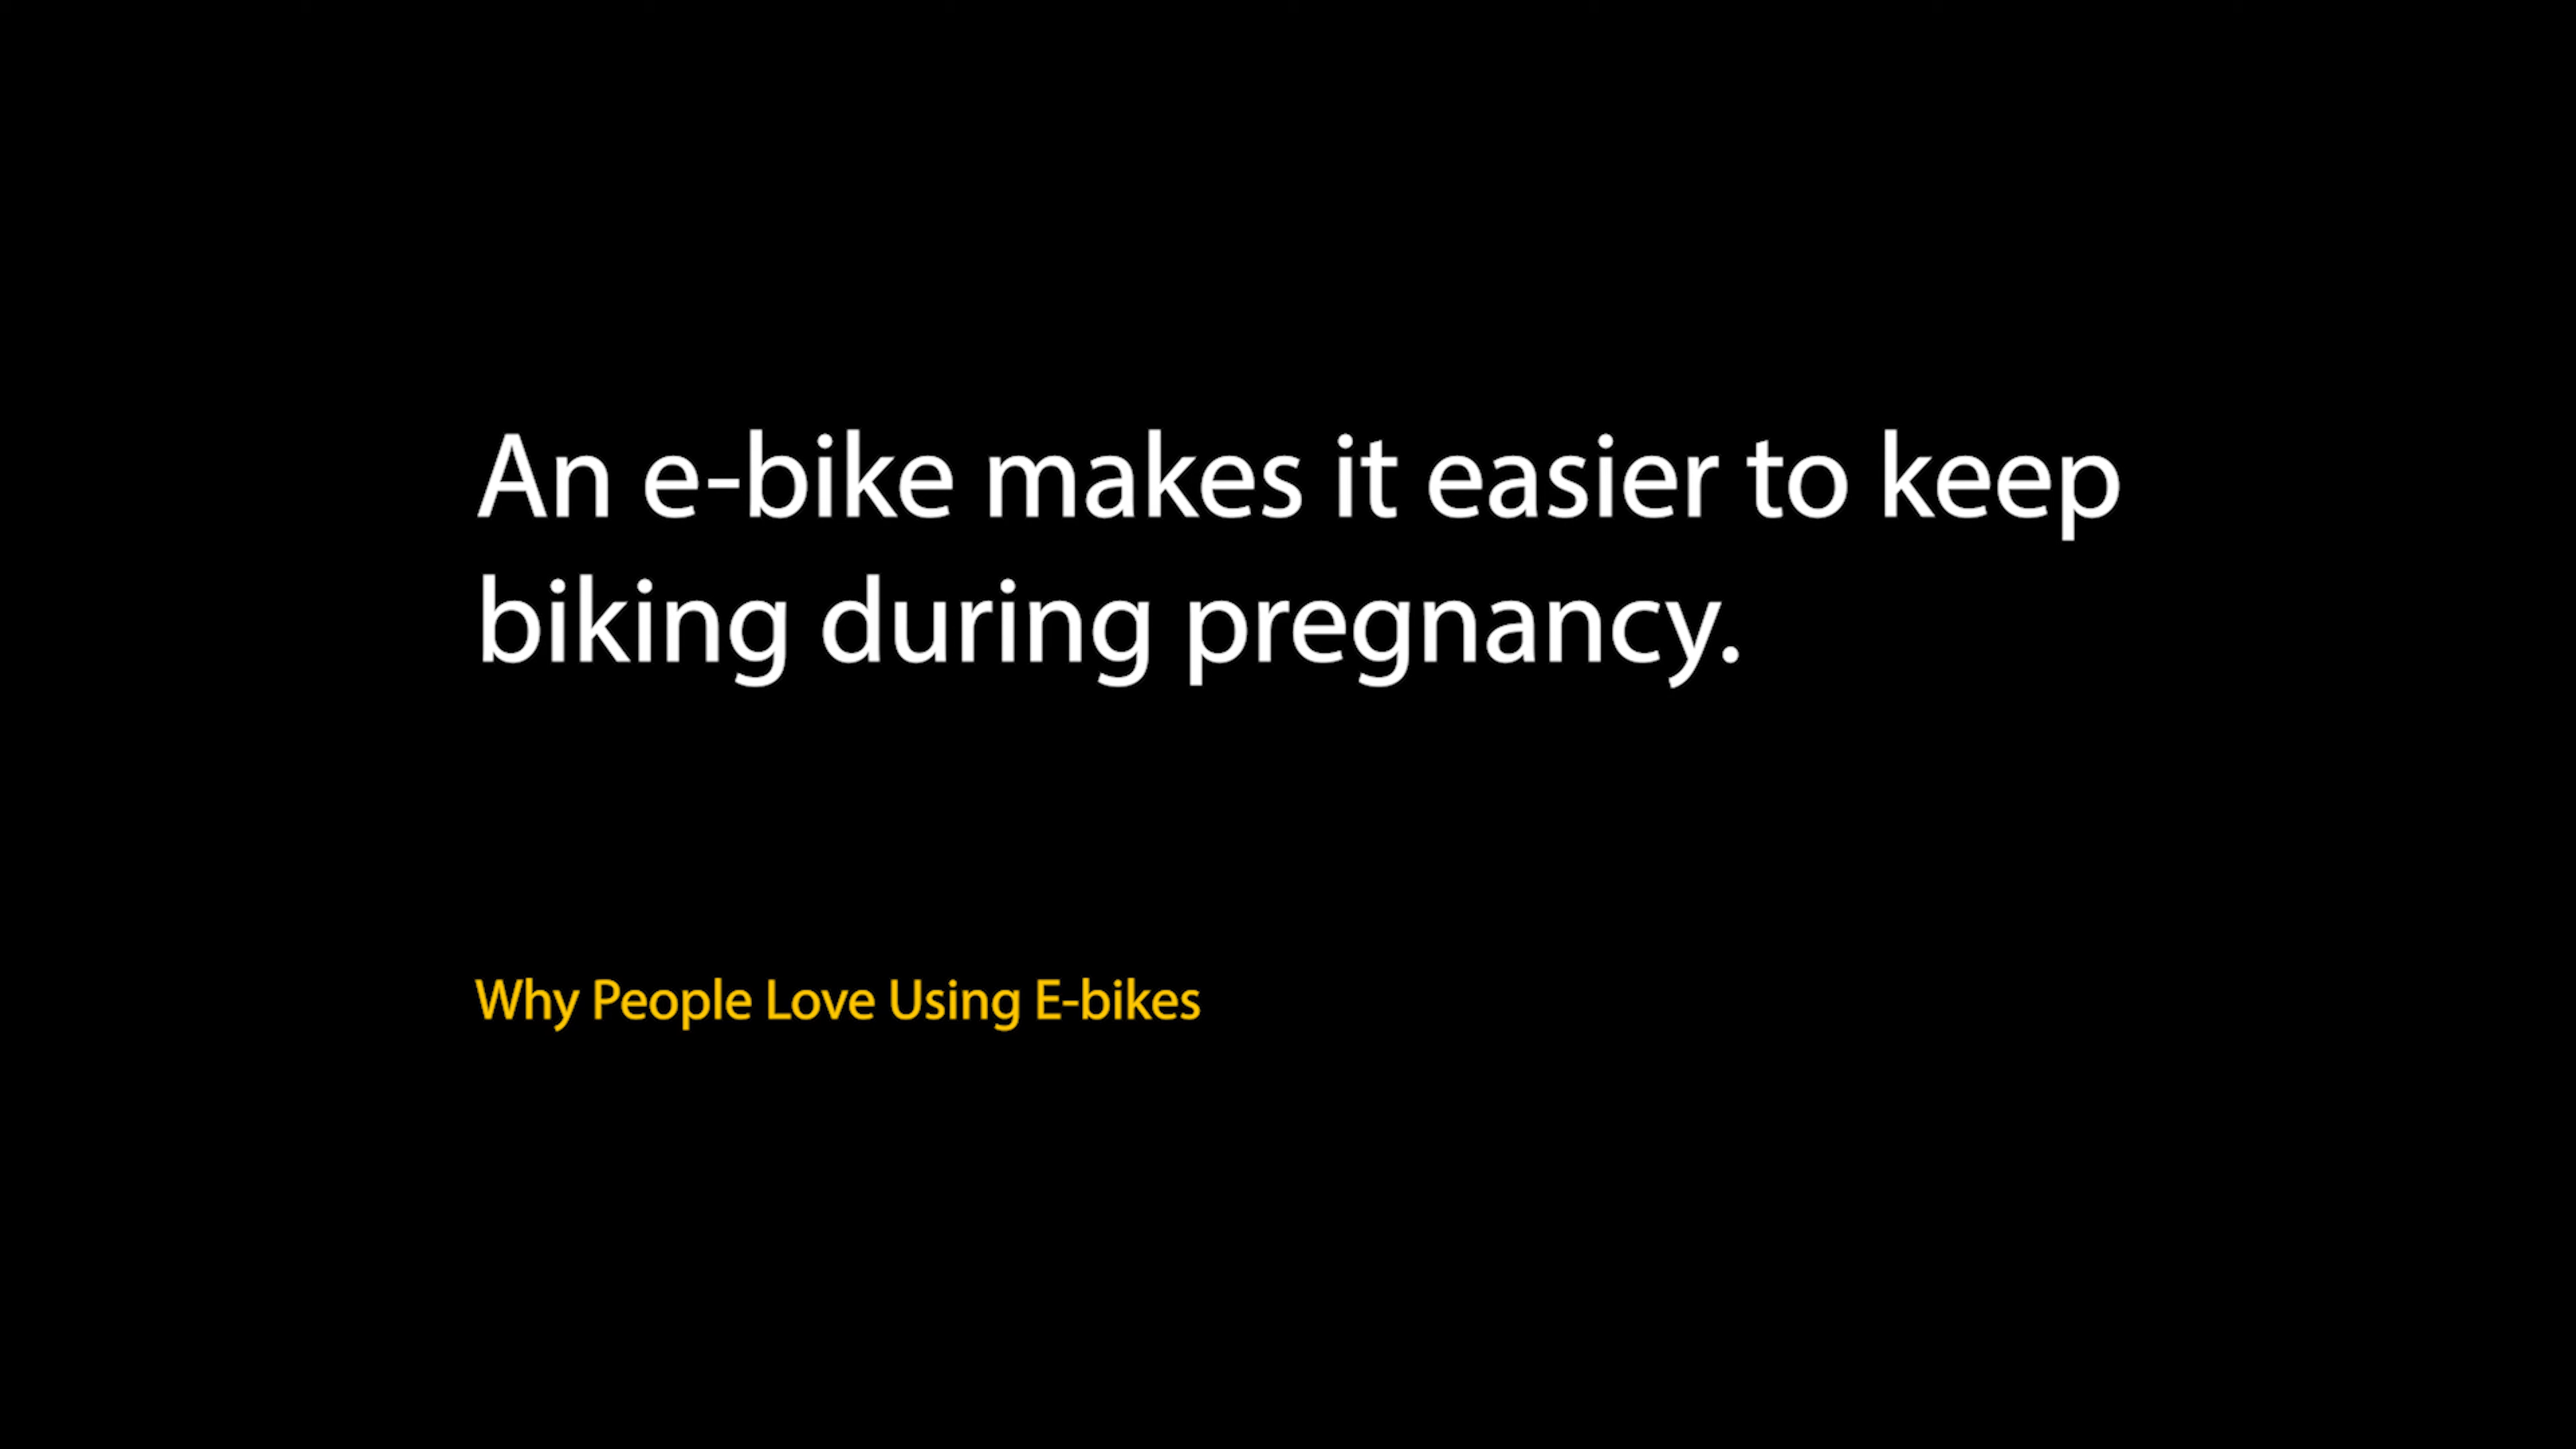 An e-bike makes it easier to keep
biking during pregnancy.
Why People Love Using E-bikes